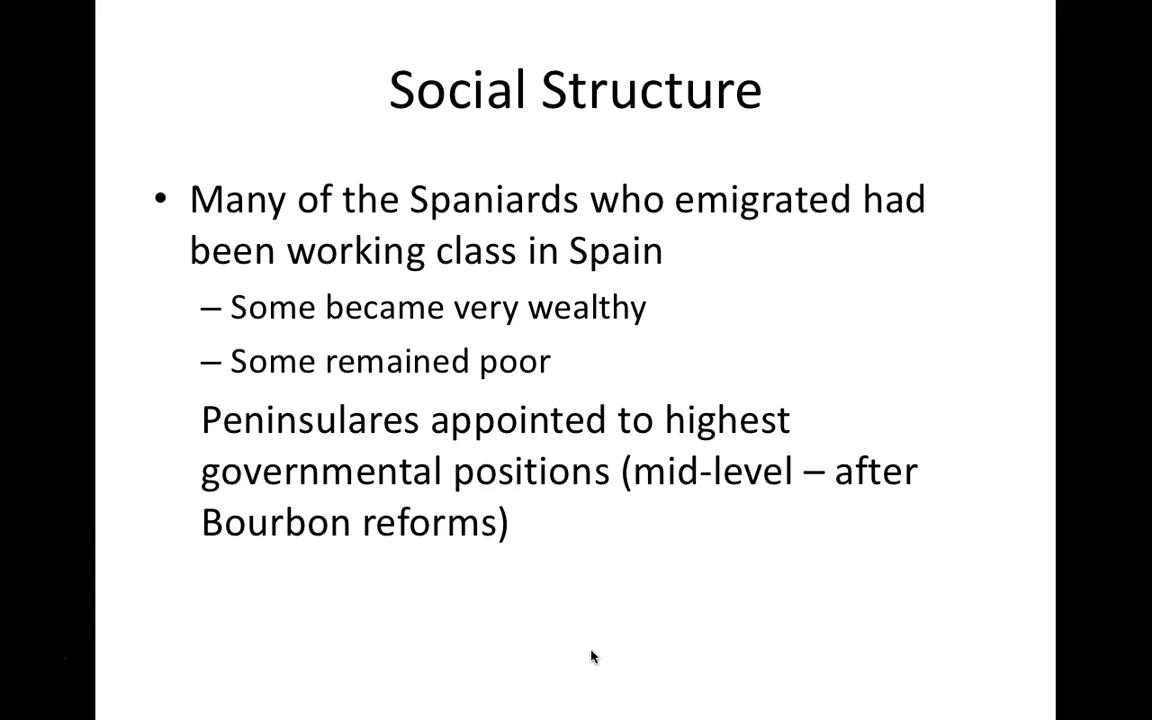 Social Structure
• Many of the Spaniards who emigrated had
been working class in Spain
– Some became very wealthy
– Some remained poor
Peninsulares appointed to highest
governmental positions (mid-level – after
Bourbon reforms)